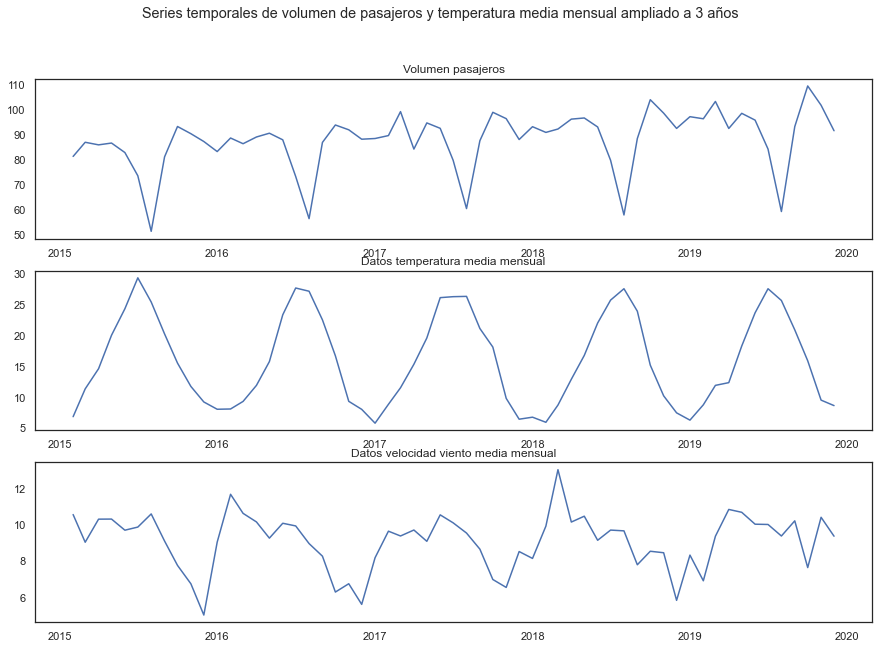 Series temporales de volumen de pasajeros y temperatura media mensual ampliado a 3 años
Volumen pasajeros
110
100
90
80
70
60
50
2015 2016 2017 2018 2019 2020
Datos temperatura media mensual
30
25
20
15
10
5
2015 2016 2017 2018 2019 2020
Datos velocidad viento media mensual
12
10
8
6
2015 2016 2017 2018 2019 2020